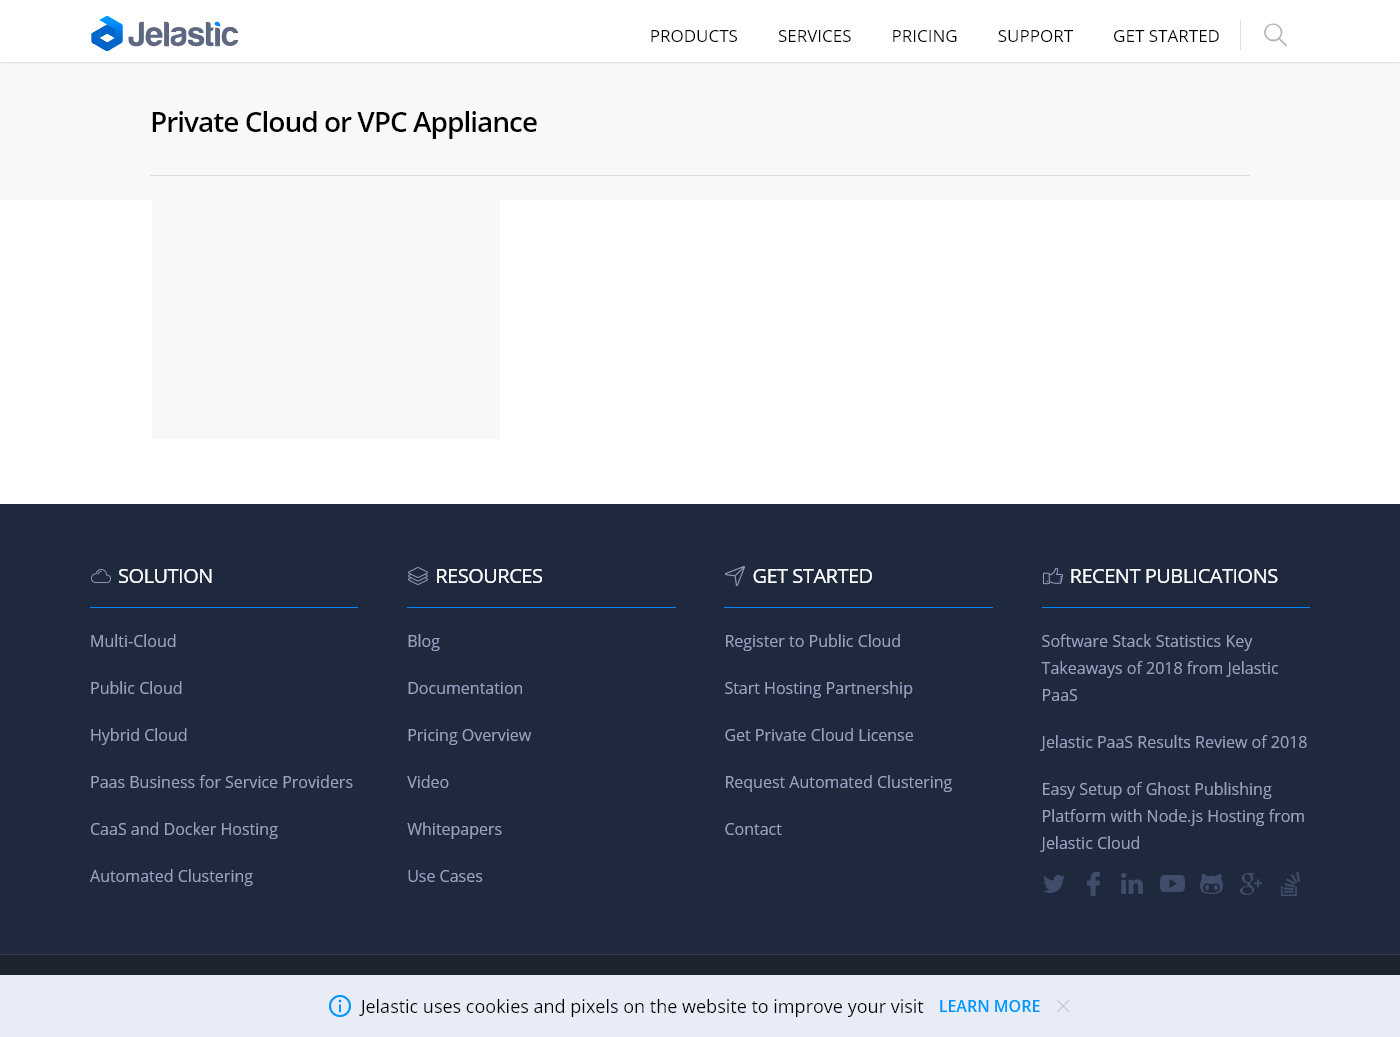 Jelastic
PRODUCTS
SERVICES
PRICING
SUPPORT
GET STARTED
Private Cloud or VPC Appliance
SOLUTION
Multi-Cloud
Public Cloud
Hybrid Cloud
Paas Business for Service Providers
CaaS and Docker Hosting
Automated Clustering
RESOURCES
Blog
Documentation
Pricing Overview
Video
Whitepapers
Use Cases
GET STARTED
Register to Public Cloud
Start Hosting Partnership
Get Private Cloud License
Request Automated Clustering
Contact
RECENT PUBLICATIONS
Software Stack Statistics Key
Takeaways of 2018 from Jelastic
PaaS
Jelastic PaaS Results Review of 2018
Easy Setup of Ghost Publishing
Platform with Node.js Hosting from
Jelastic Cloud
Jelastic uses cookies and pixels on the website to improve your visit LEARN MORE